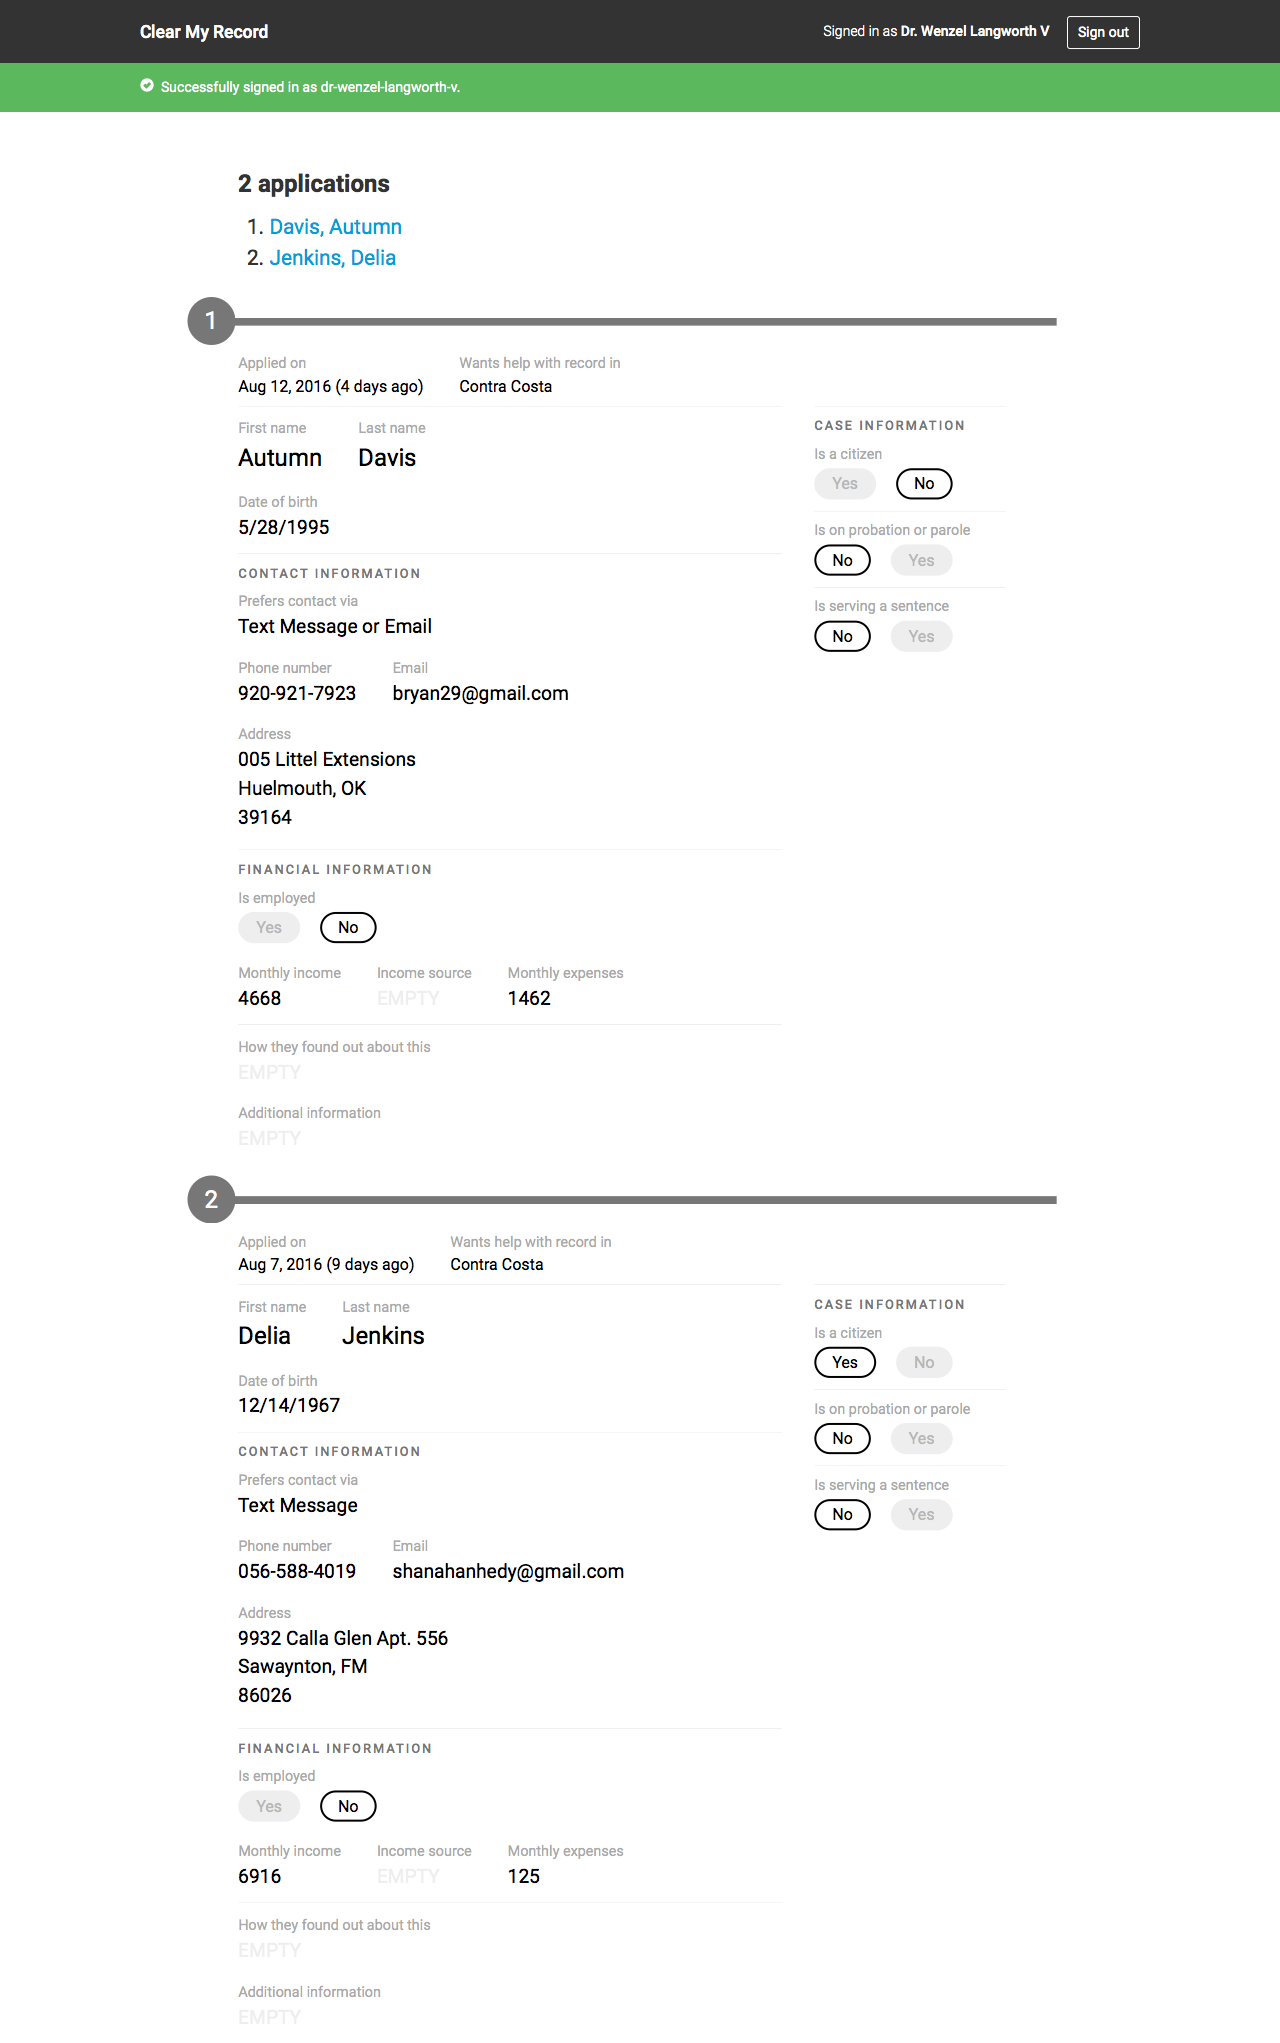 Clear My Record
Signed in as Dr. Wenzel Langworth V
Sign out
Successfully signed in as dr-wenzel-langworth-v.
2 applications
1. Davis, Autumn
2. Jenkins, Delia
1
Applied on Wants help with record in
Aug 12, 2016 (4 days ago) Contra Costa
First name Last name
Autumn Davis
Date of birth
5/28/1995
CONTACT INFORMATION
Prefers contact via
Text Message or Email
Phone number Email
920-921-7923 bryan29@gmail.com
Address
005 Littel Extensions
Huelmouth, OK
39164
FINANCIAL INFORMATION
Is employed
Yes No
Monthly income Income source Monthly expenses
4668 EMPTY 1462
How they found out about this
EMPTY
Additional information
EMPTY
CASE INFORMATION
Is a citizen
Yes No
Is on probation or parole
No Yes
Is serving a sentence
No Yes
2
Applied on Wants help with record in
Aug 7, 2016 (9 days ago) Contra Costa
First name Last name
Delia Jenkins
Date of birth
12/14/1967
CONTACT INFORMATION
Prefers contact via
Text Message
Phone number Email
056-588-4019 shanahanhedy@gmail.com
Address
9932 Calla Glen Apt. 556
Sawaynton, FM
86026
FINANCIAL INFORMATION
Is employed
Yes No
Monthly income Income source Monthly expenses
6916 EMPTY 125
How they found out about this
EMPTY
Additional information
EMPTY
CASE INFORMATION
Is a citizen
Yes No
Is on probation or parole
No Yes
Is serving a sentence
No Yes